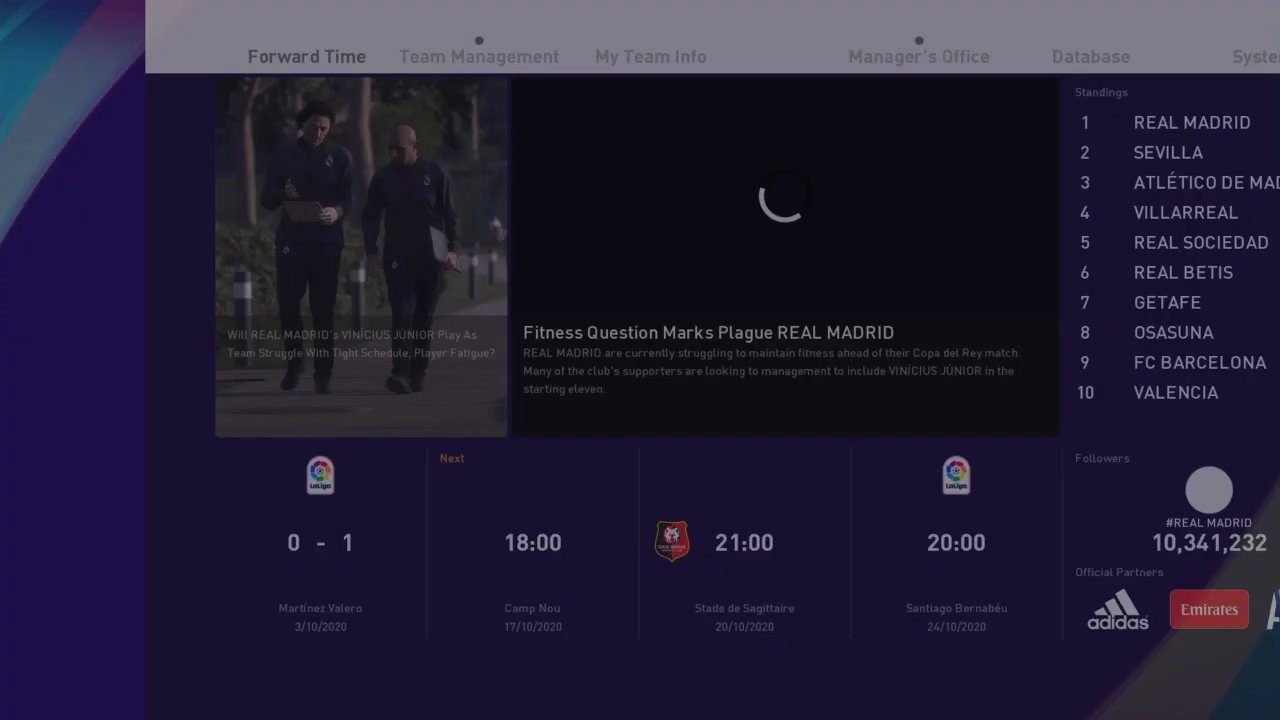 Forward Time
Team Management
My Team Info
Manager's Office
Database
Syste
Will REAL MADRID's VINÍCIUS JÚNIOR Play As
Team Struggle With Tight Schedule, Player Fatigue?
Fitness Question Marks Plague REAL MADRID
REAL MADRID are currently struggling to maintain fitness ahead of their Copa del Rey match.
Many of the club's supporters are looking to management to include VINÍCIUS JÚNIOR in the
starting eleven.
Standings
1 REAL MADRID
2 SEVILLA
3 ATLÉTICO DE MAD
4 VILLARREAL
5 REAL SOCIEDAD
6 REAL BETIS
7 GETAFE
8 OSASUNA
9 FC BARCELONA
10 VALENCIA
LaLiga
0 - 1
Martínez Valero
3/10/2020
Next
18:00
Camp Nou
17/10/2020
21:00
Stade de Sagittaire
20/10/2020
LaLiga
20:00
Santiago Bernabéu
24/10/2020
Followers
#REAL MADRID
10,341,232
Official Partners
adidas
Emirates